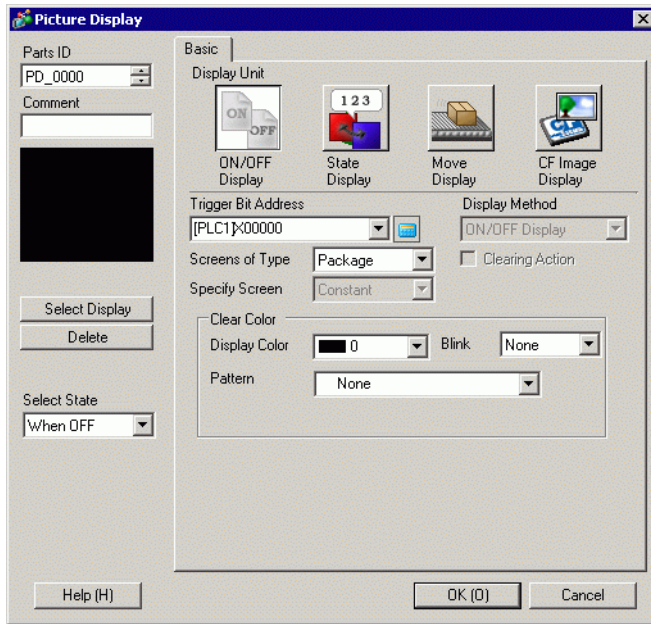 Picture Display
Parts ID
PD_0000
Comment
Select Display
Delete
Select State
When OFF
Basic
Display Unit
ON
OFF
ON/OFF
Display
1 2 3
State
Display
Move
Display
CF Image
Display
Trigger Bit Address
[PLC1]X00000
Display Method
ON/OFF Display
Screens of Type
Package
Clearing Action
Specify Screen
Constant
Clear Color
Display Color
0
Blink
None
Pattern
None
Help (H)
OK (O)
Cancel